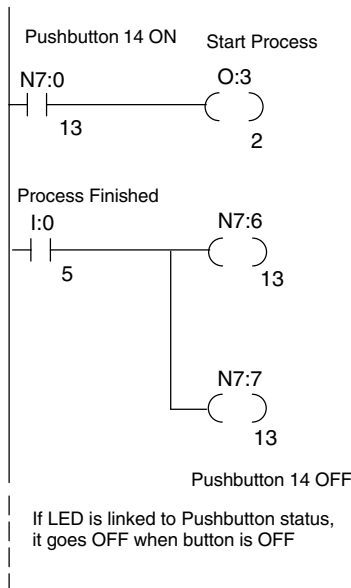 Pushbutton 14 ON
Start Process
N7:0
O:3
13
2
Process Finished
I:0
N7:6
5
13
N7:7
13
Pushbutton 14 OFF
If LED is linked to Pushbutton status,
it goes OFF when button is OFF